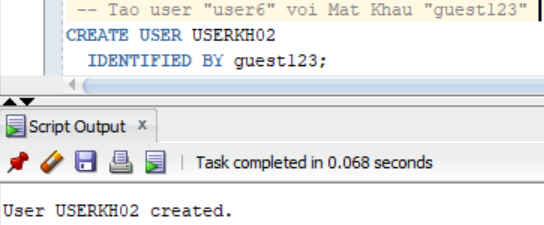 -- Tao user "user6" voi Mat Khau "guest123"
CREATE USER USERKH02
IDENTIFIED BY guest123;
Script Output x
Task completed in 0.068 seconds
User USERKH02 created.